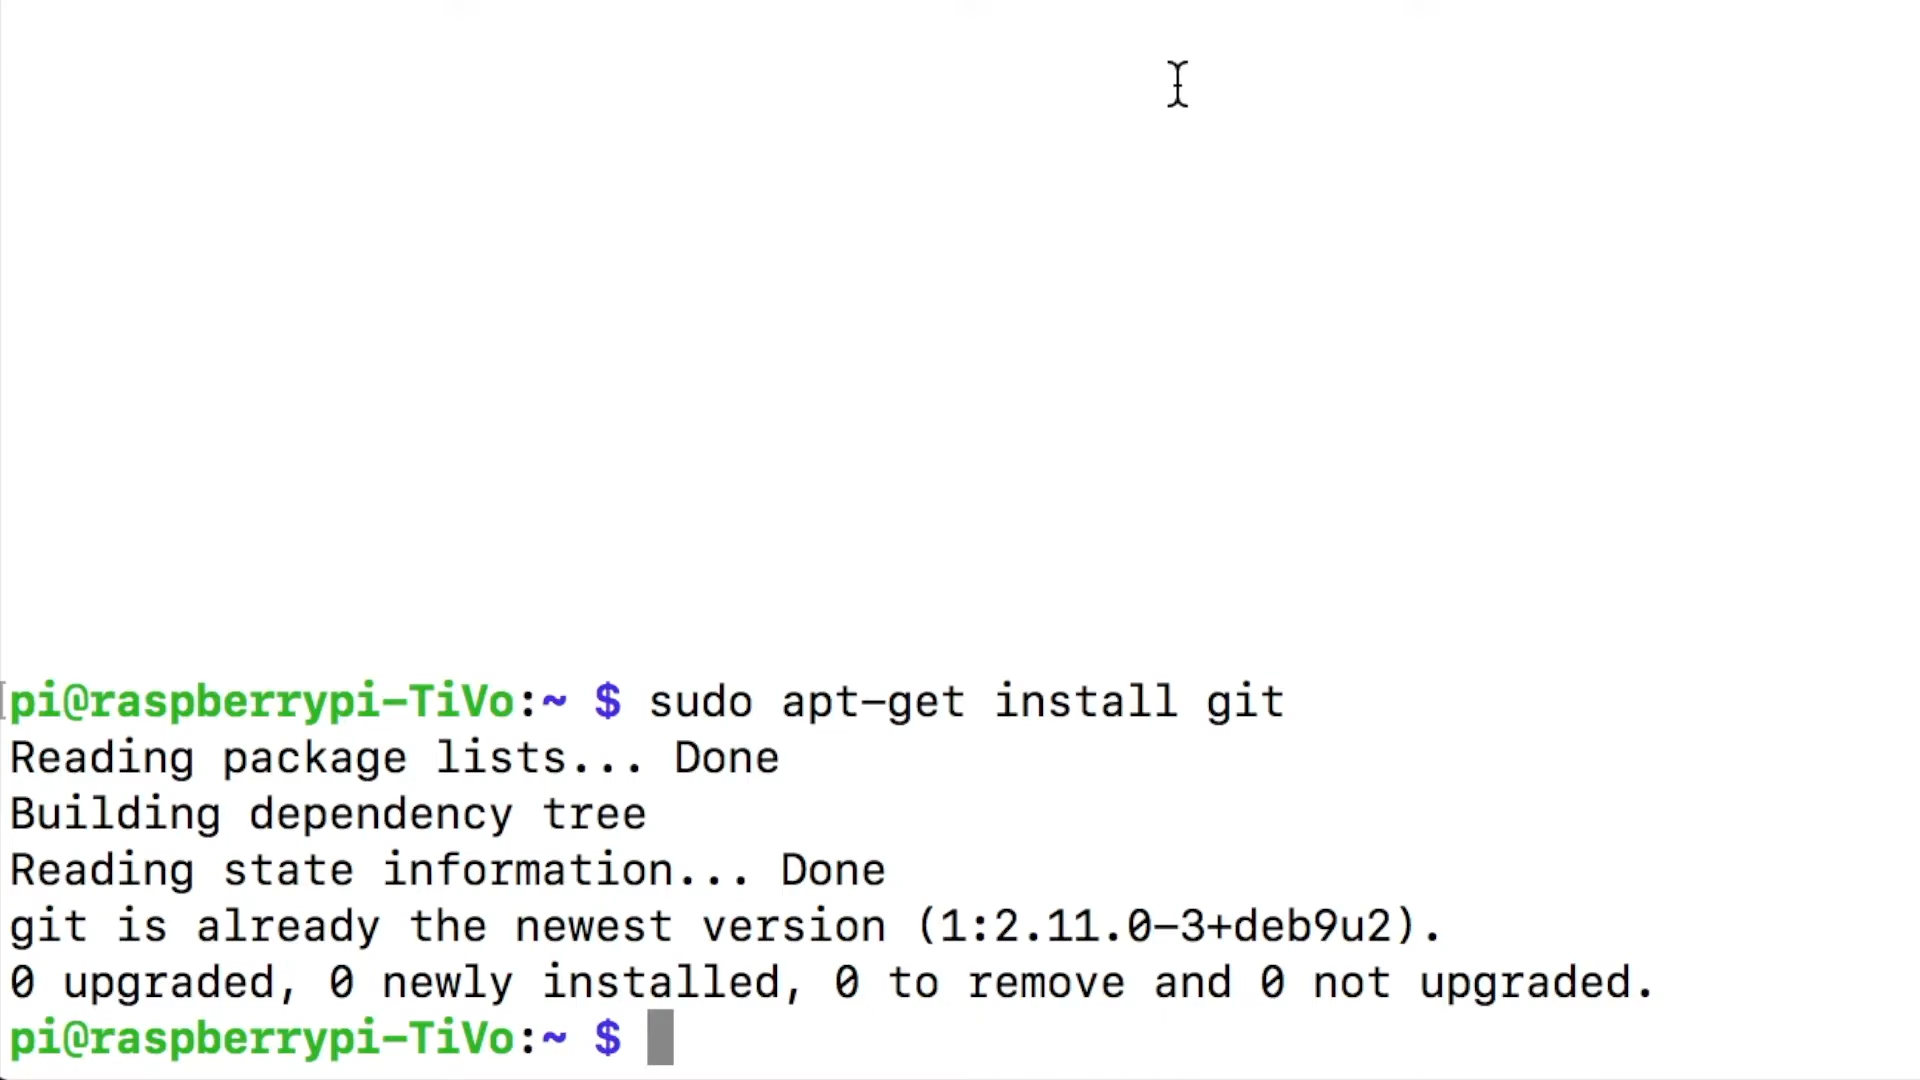 pi@raspberrypi-TiVo:~ $ sudo apt-get install git
Reading package lists... Done
Building dependency tree
Reading state information... Done
git is already the newest version (1:2.11.0-3+deb9u2).
0 upgraded, 0 newly installed, 0 to remove and 0 not upgraded.
pi@raspberrypi-TiVo:~ $